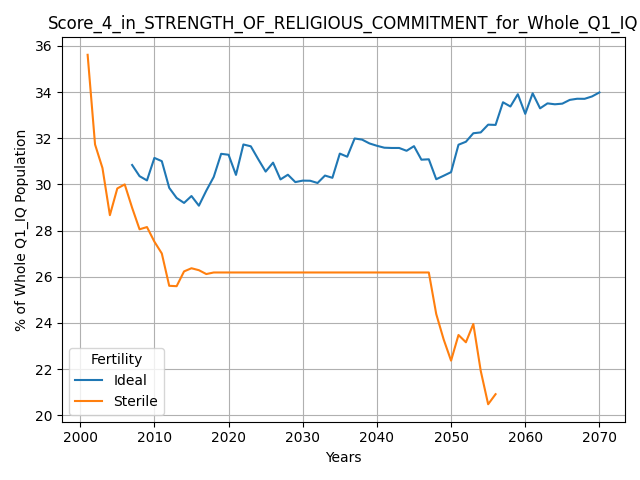 Score_4_in_STRENGTH_OF_RELIGIOUS_COMMITMENT_for_Whole_Q1_IQ
% of Whole Q1_IQ Population
36
34
32
30
28
26
24
22
20
Fertility
Ideal
Sterile
2000 2010 2020 2030 2040 2050 2060 2070
Years